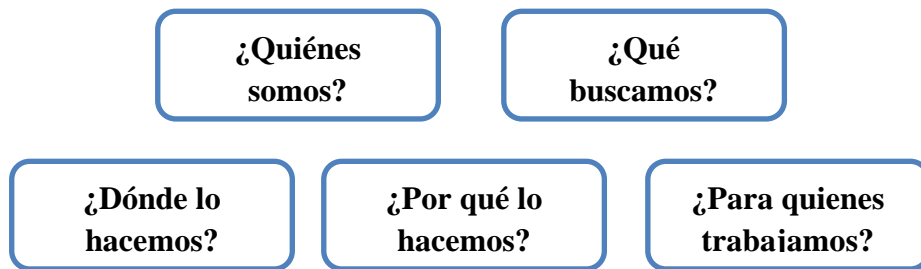 ¿Quiénes
somos?
¿Qué
buscamos?
¿Dónde lo
hacemos?
¿Por qué lo
hacemos?
¿Para quienes
trabajamos?